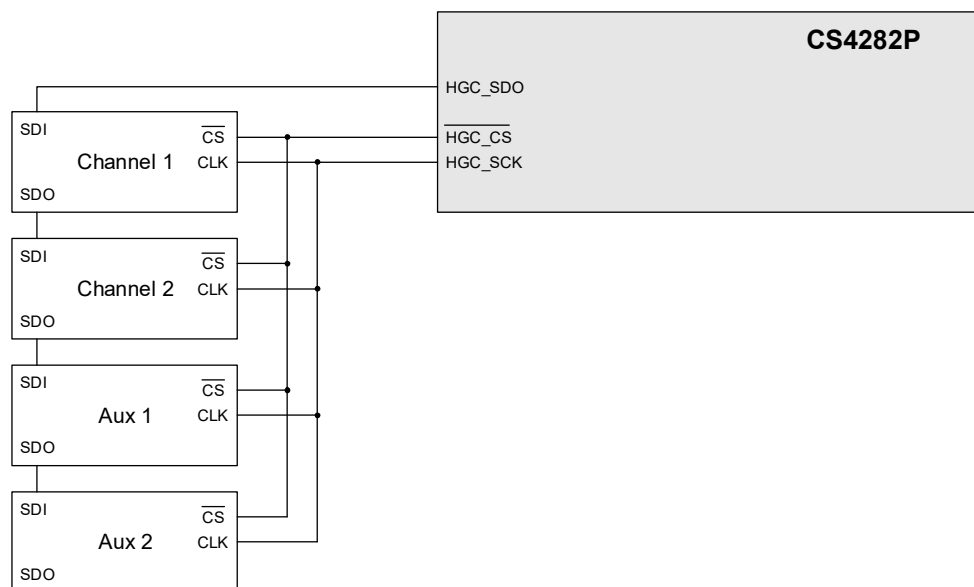 CS4282P
HGC_SDO
HGC_CS
HGC_SCK
SDI
CS
Channel 1
CLK
SDO
SDI
CS
Channel 2
CLK
SDO
SDI
CS
Aux 1
CLK
SDO
SDI
CS
Aux 2
CLK
SDO